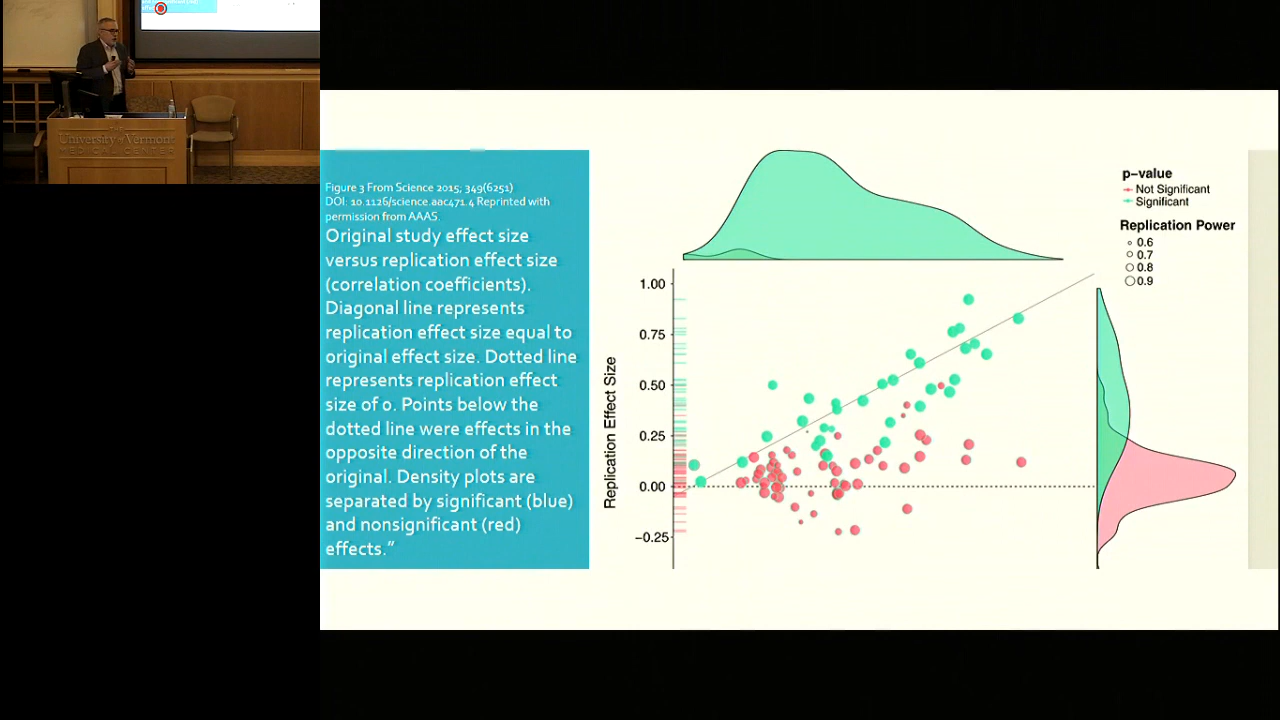 THE
University of Vermont
MEDICAL CENTER
Figure 3 From Science 2015; 349(6251)
DOI: 10.1126/science.aac471.4 Reprinted with
permission from AAAS.
Original study effect size
versus replication effect size
(correlation coefficients).
Diagonal line represents
replication effect size equal to
original effect size. Dotted line
represents replication effect
size of 0. Points below the
dotted line were effects in the
opposite direction of the
original. Density plots are
separated by significant (blue)
and nonsignificant (red)
effects.”
Replication Effect Size
1.00
0.75
0.50
0.25
0.00
−0.25
p−value
Not Significant
Significant
Replication Power
0.6
0.7
0.8
0.9